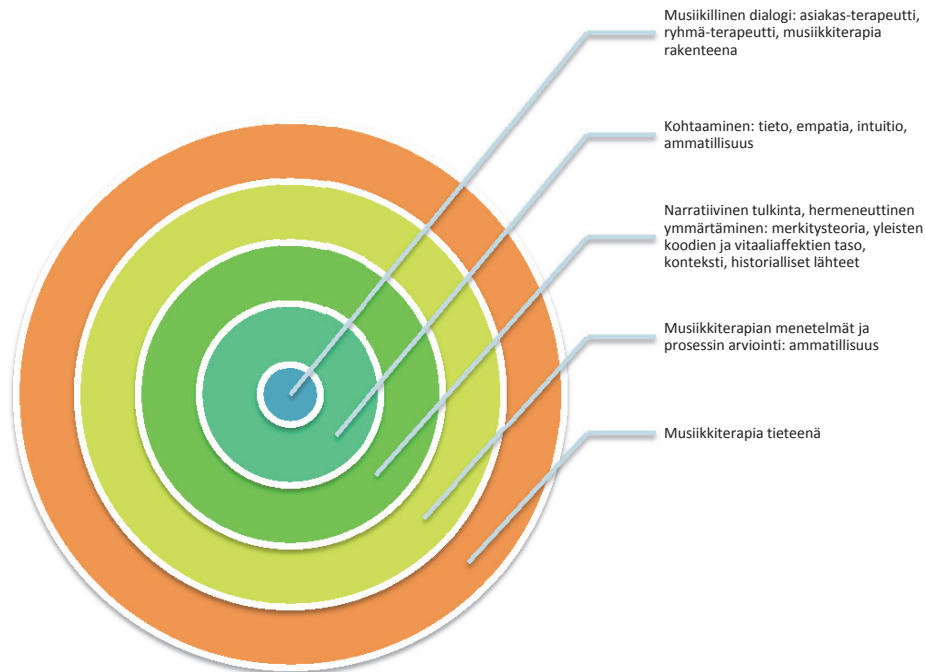 Musiikillinen dialogi: asiakas-terapeutti,
ryhmä-terapeutti, musiikkiterapia
rakenteena
Kohtaaminen: tieto, empatia, intuitio,
ammatillisuus
Narratiivinen tulkinta, hermeneuttinen
ymmärtäminen: merkitysteoria, yleisten
koodien ja vitaaliaffektien taso,
konteksti, historialliset lähteet
Musiikkiterapian menetelmät ja
prosessin arviointi: ammatillisuus
Musiikkiterapia tieteenä